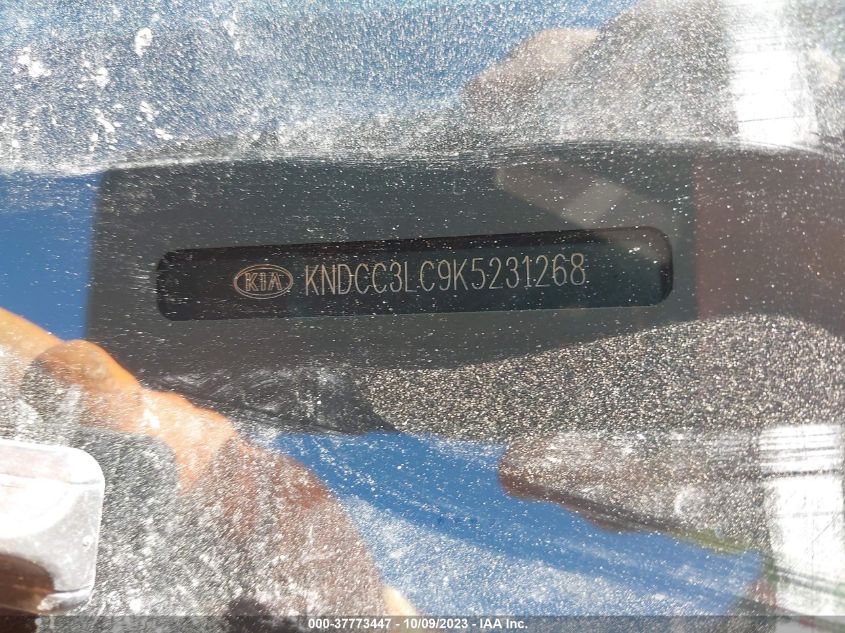 KIA KNDCC3LC9K5231268
000-37773447 - 10/09/2023 - IAA Inc.